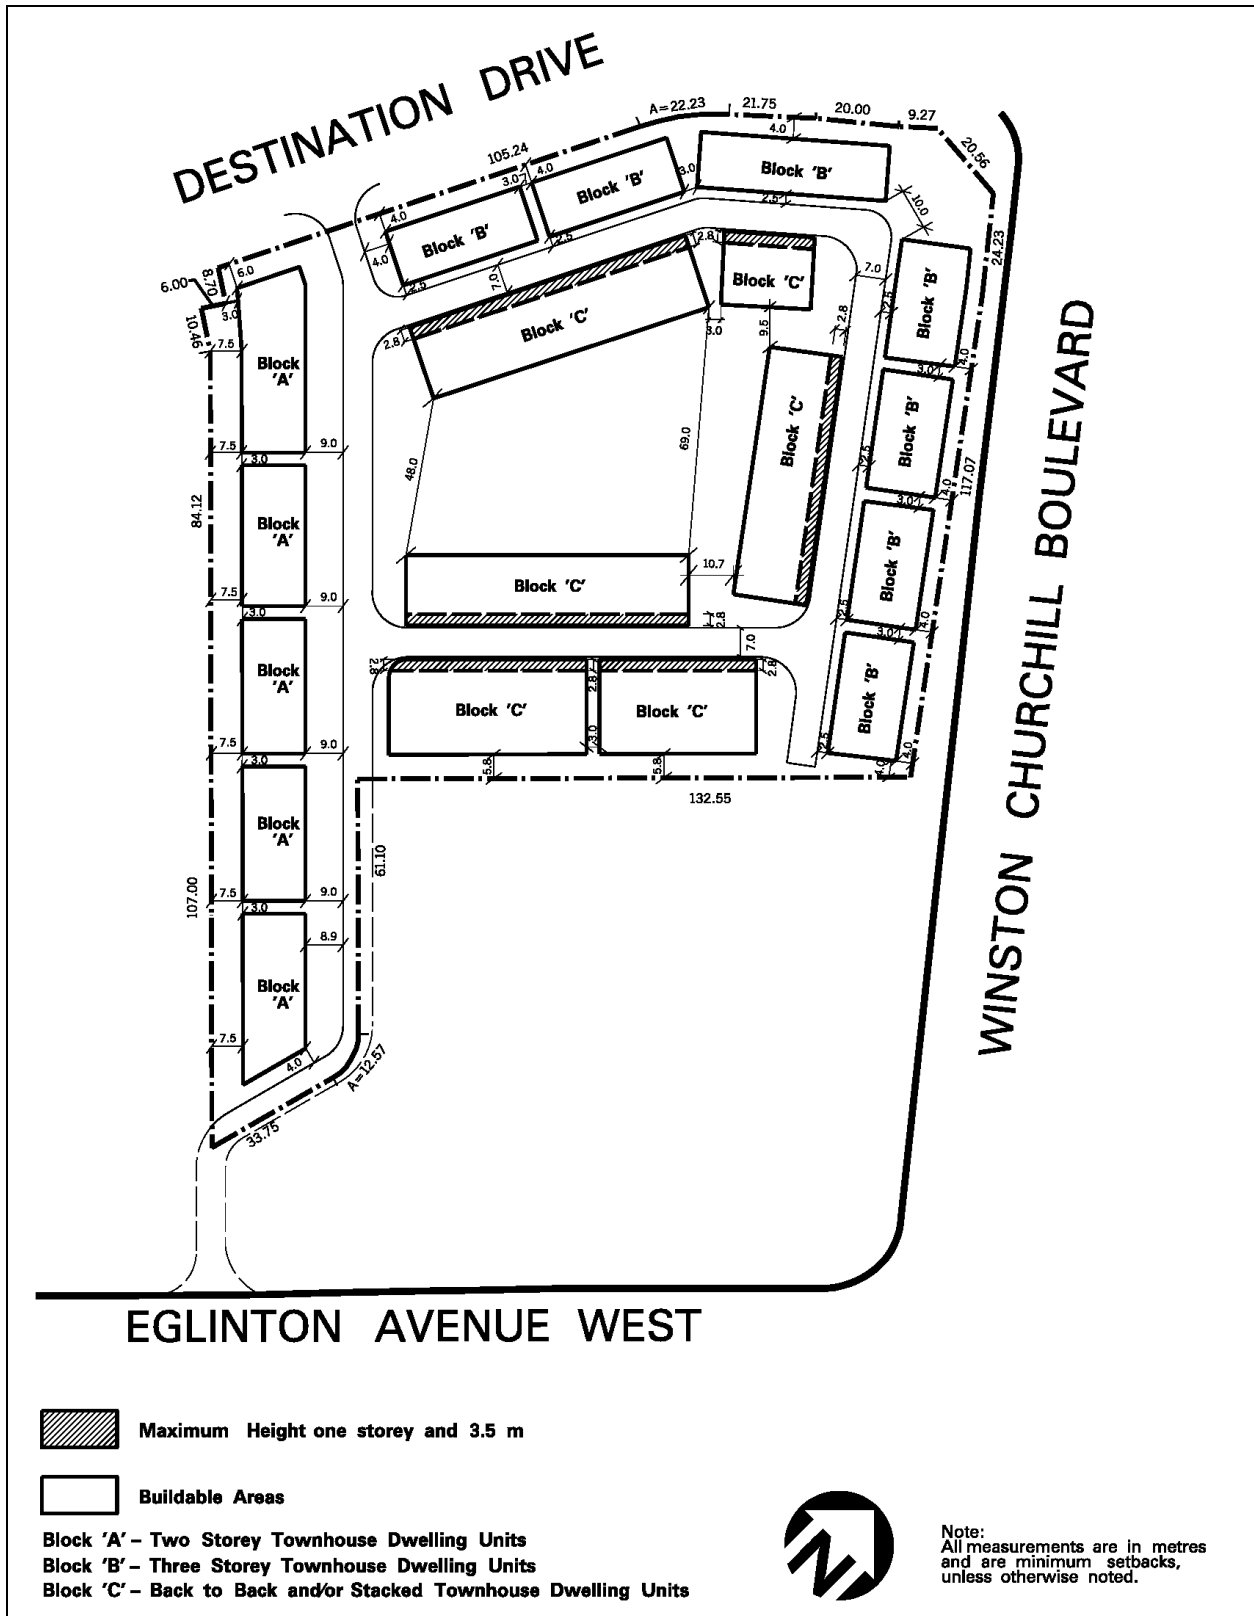 DESTINATION DRIVE
A=22.23
21.75
20.00
9.27
20.56
4.0
105.24
3.0
4.0
Block 'B'
3.0
Block 'B'
2.5
10.0
4.0
Block 'B'
4.0
2.5
2.5
7.0
24.23
6.00
8.70
6.0
3.0
10.46
2.8
Block 'C'
3.0
9.5
2.8
7.0
2.5
Block 'B'
4.0
3.0
7.5
Block
'A'
2.8
Block 'C'
7.5
9.0
3.0
48.0
69.0
Block 'C'
2.5
Block 'B'
4.0
3.0
117.07
84.12
Block
'A'
WINSTON CHURCHILL BOULEVARD
7.5
9.0
3.0
Block 'C'
10.7
2.8
7.0
2.5
Block 'B'
4.0
3.0
Block
'A'
2.8
2.8
Block 'C'
2.8
3.0
Block 'C'
2.8
Block 'B'
2.5
4.0
4.0
7.5
9.0
3.0
5.8
5.8
132.55
Block
'A'
61.10
107.00
7.5
9.0
3.0
8.9
Block
'A'
7.5
4.0
A=12.57
33.75
EGLINTON AVENUE WEST
Maximum Height one storey and 3.5 m
Buildable Areas
Block 'A' – Two Storey Townhouse Dwelling Units
Block 'B' – Three Storey Townhouse Dwelling Units
Block 'C' – Back to Back and/or Stacked Townhouse Dwelling Units
N
Note:
All measurements are in metres
and are minimum setbacks,
unless otherwise noted.